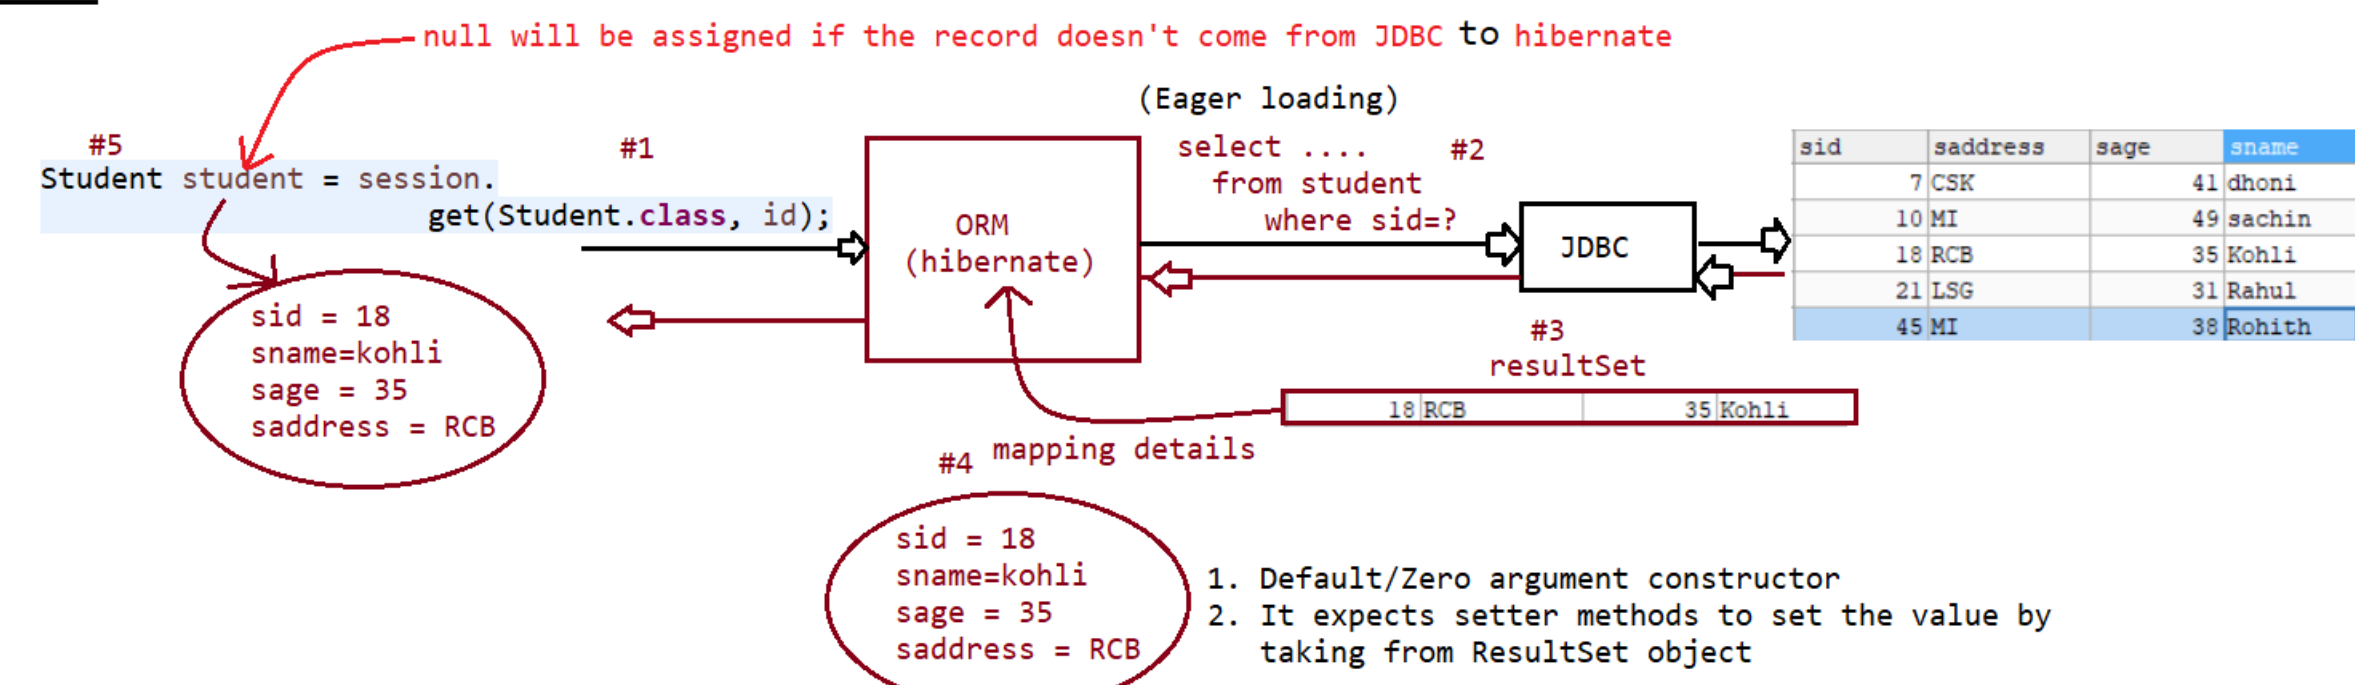 null will be assigned if the record doesn't come from JDBC to hibernate
(Eager loading)
#5
#1
Student student = session.
get(Student.class, id);
ORM
(hibernate)
select ....
#2
from student
where sid=?
JDBC
sid saddress sage sname
7 CSK 41 dhoni
10 MI 49 sachin
18 RCB 35 Kohli
21 LSG 31 Rahul
45 MI 38 Rohith
sid = 18
sname=kohli
sage = 35
saddress = RCB
#3
resultSet
18 RCB 35 Kohli
mapping details
#4
sid = 18
sname=kohli
sage = 35
saddress = RCB
1. Default/Zero argument constructor
2. It expects setter methods to set the value by
taking from ResultSet object